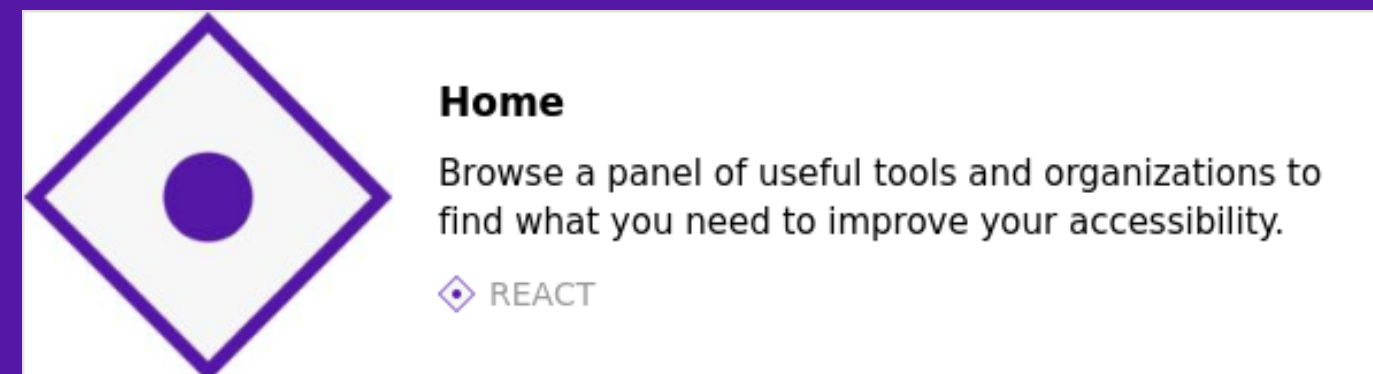 Home
Browse a panel of useful tools and organizations to
find what you need to improve your accessibility.
REACT